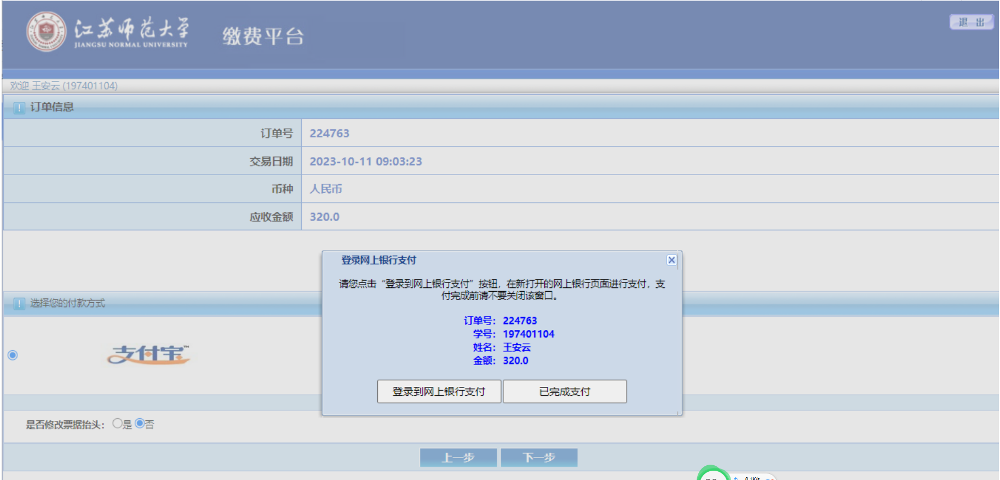 江苏师范大学
JIANGSU NORMAL UNIVERSITY
缴费平台
退 出
欢迎 王安云 (197401104)
订单信息
订单号 224763
交易日期 2023-10-11 09:03:23
币种 人民币
应收金额 320.0
登录网上银行支付
请您点击“登录到网上银行支付”按钮，在新打开的网上银行页面进行支付，支
付完成前请不要关闭该窗口。
订单号： 224763
学号： 197401104
姓名： 王安云
金额： 320.0
登录到网上银行支付 已完成支付
选择您的付款方式
支付宝™
是否修改票据抬头： 是 否
上一步 下一步
0.1K/s